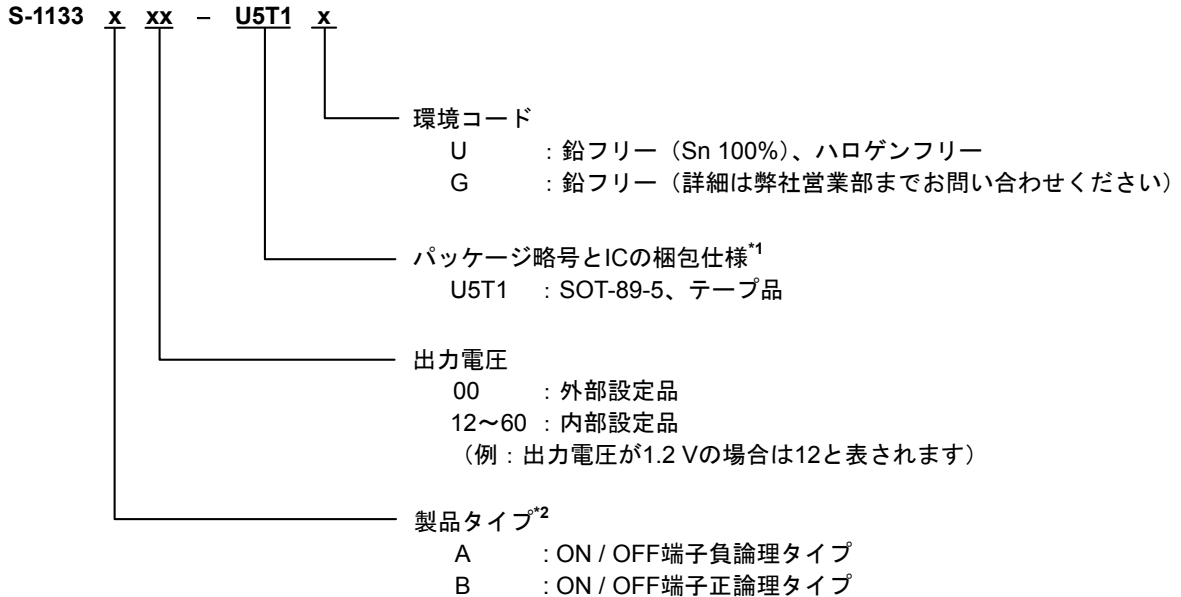 S-1133 x xx – U5T1 x
環境コード
U : 鉛フリー（Sn 100%）、ハロゲンフリー
G : 鉛フリー（詳細は弊社営業部までお問い合わせください）
パッケージ略号とICの梱包仕様*1
U5T1 : SOT-89-5、テープ品
出力電圧
00 : 外部設定品
12～60 : 内部設定品
（例：出力電圧が1.2 Vの場合は12と表されます）
製品タイプ*2
A : ON / OFF端子負論理タイプ
B : ON / OFF端子正論理タイプ